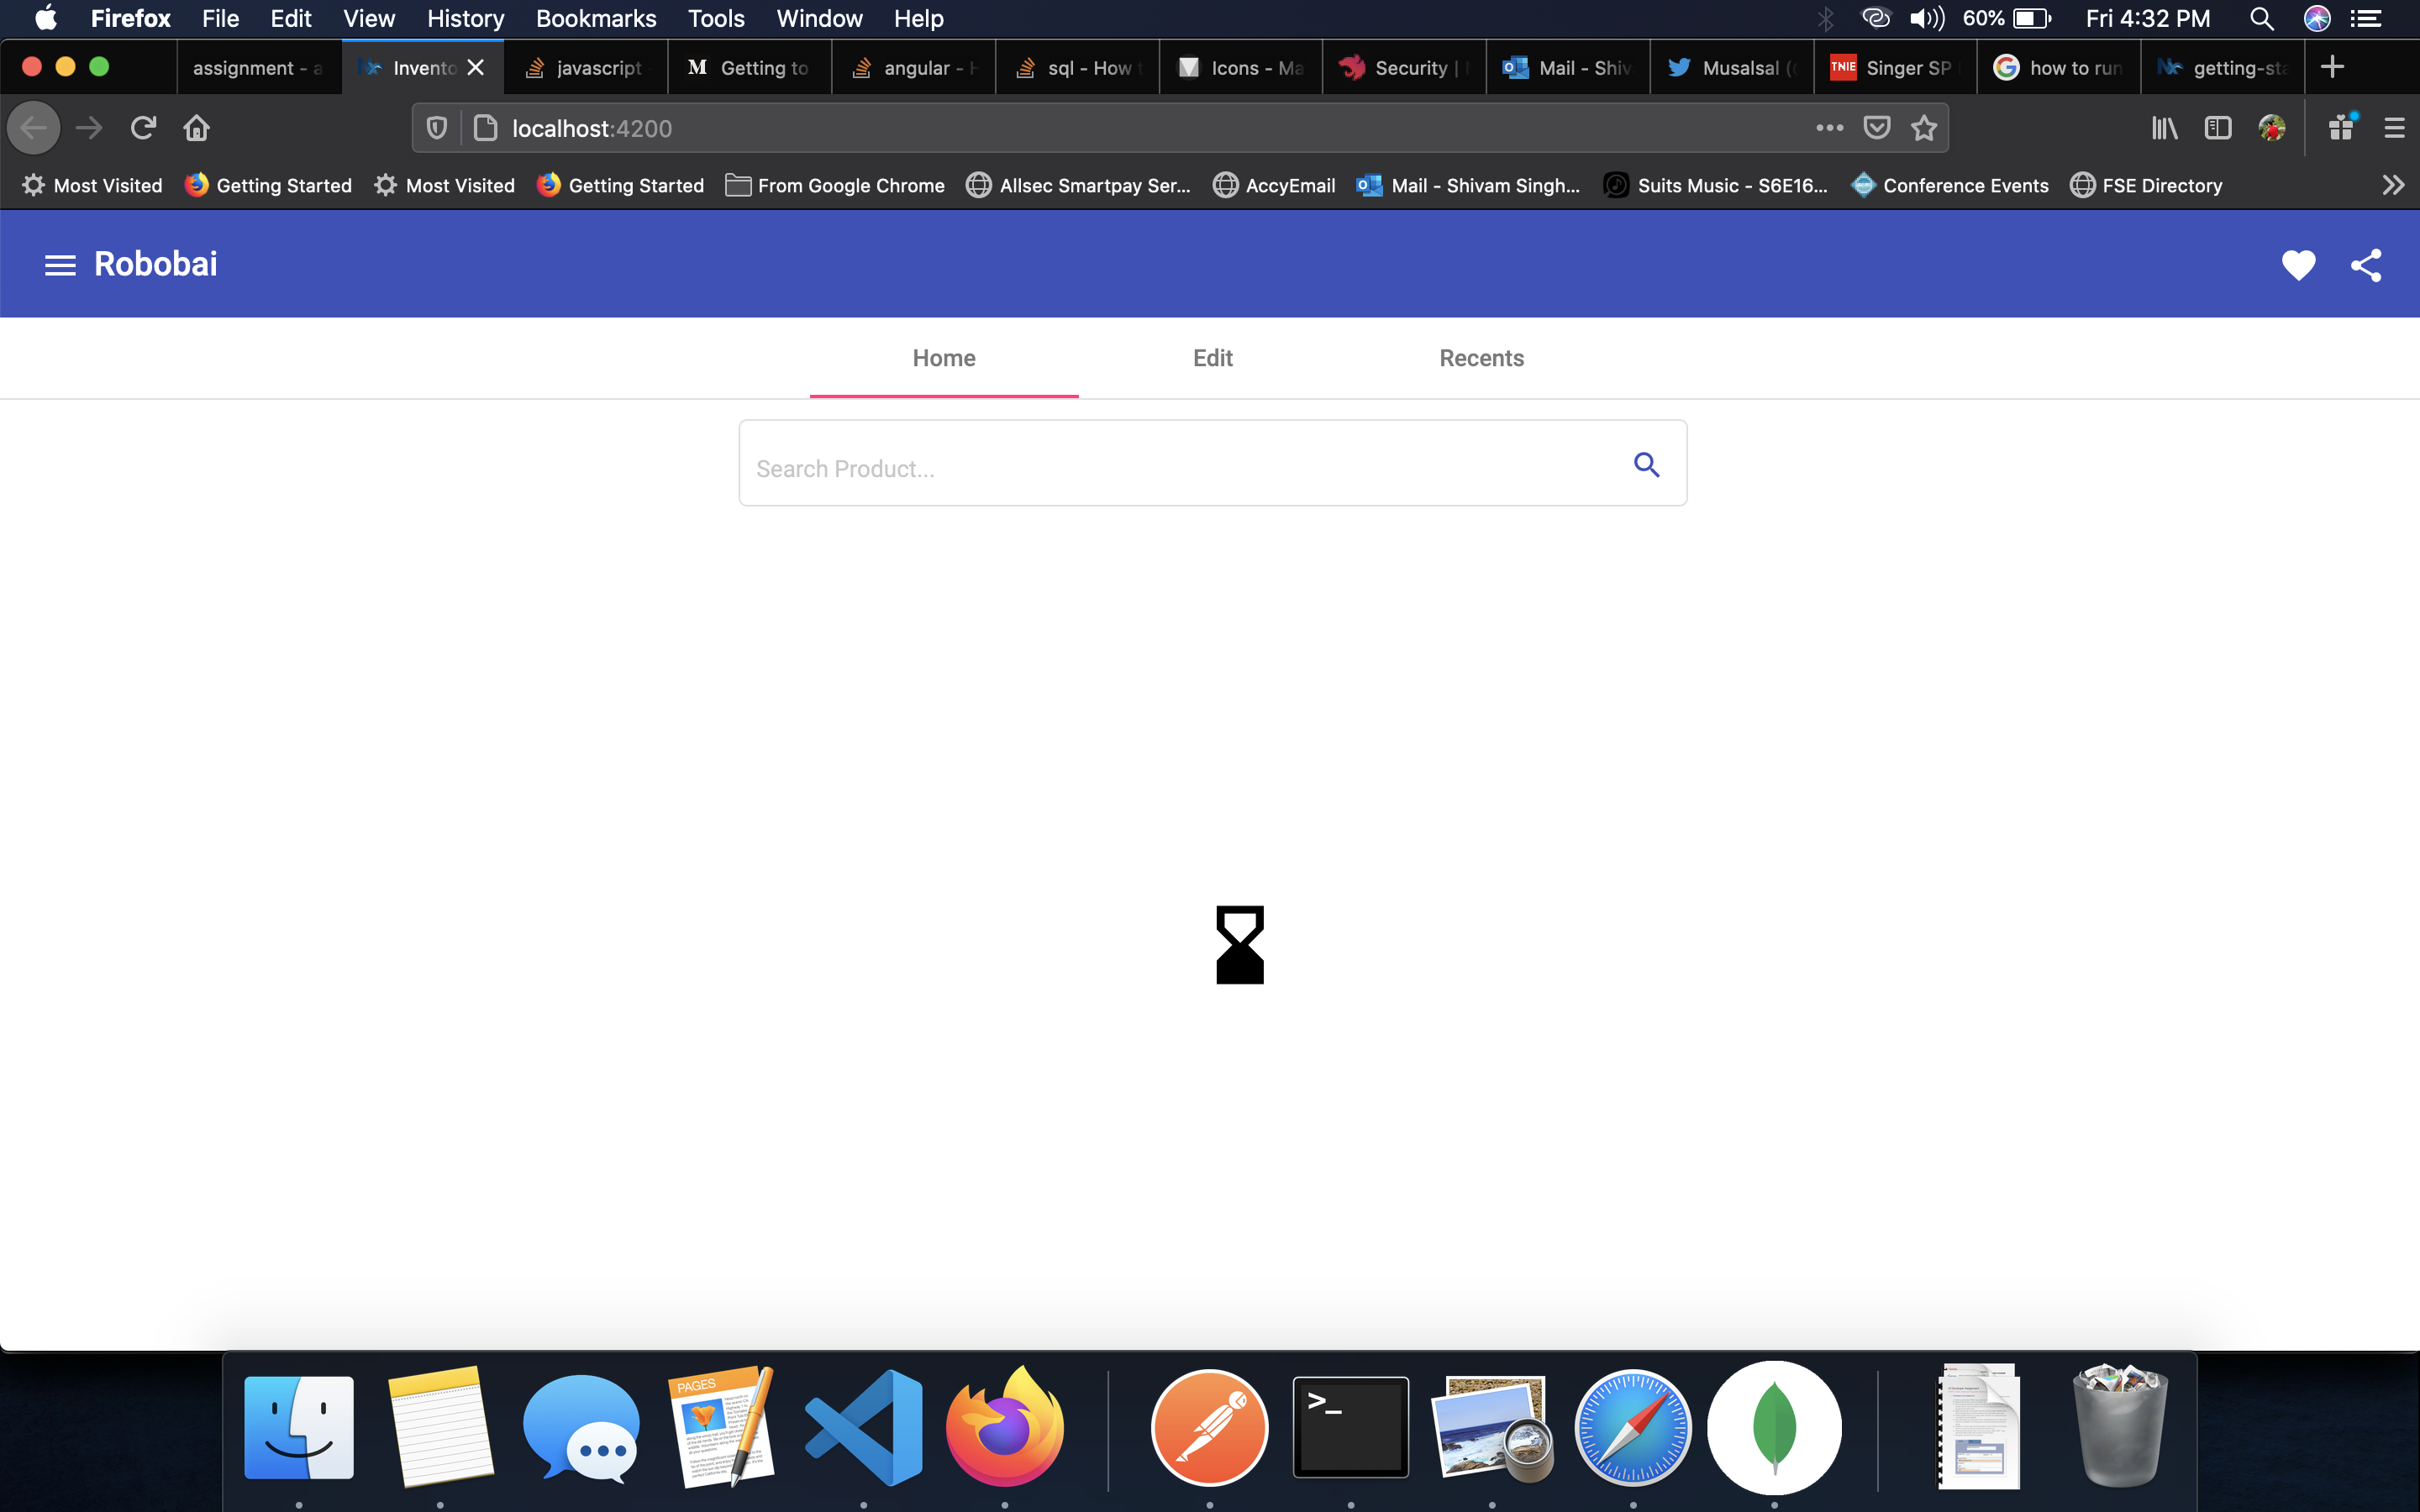 Firefox File Edit View History Bookmarks Tools Window Help 60% Fri 4:32 PM
assignment - a Invento javascript Getting to angular - H sql - How t Icons - Ma Security | Mail - Shiv Musalsal ( TNIE Singer SP how to run getting-sta
localhost:4200
Most Visited Getting Started Most Visited Getting Started From Google Chrome Allsec Smartpay Ser... AccyEmail Mail - Shivam Singh... Suits Music - S6E16... Conference Events FSE Directory
Robobai
Home Edit Recents
Search Product...
PAGES
>_